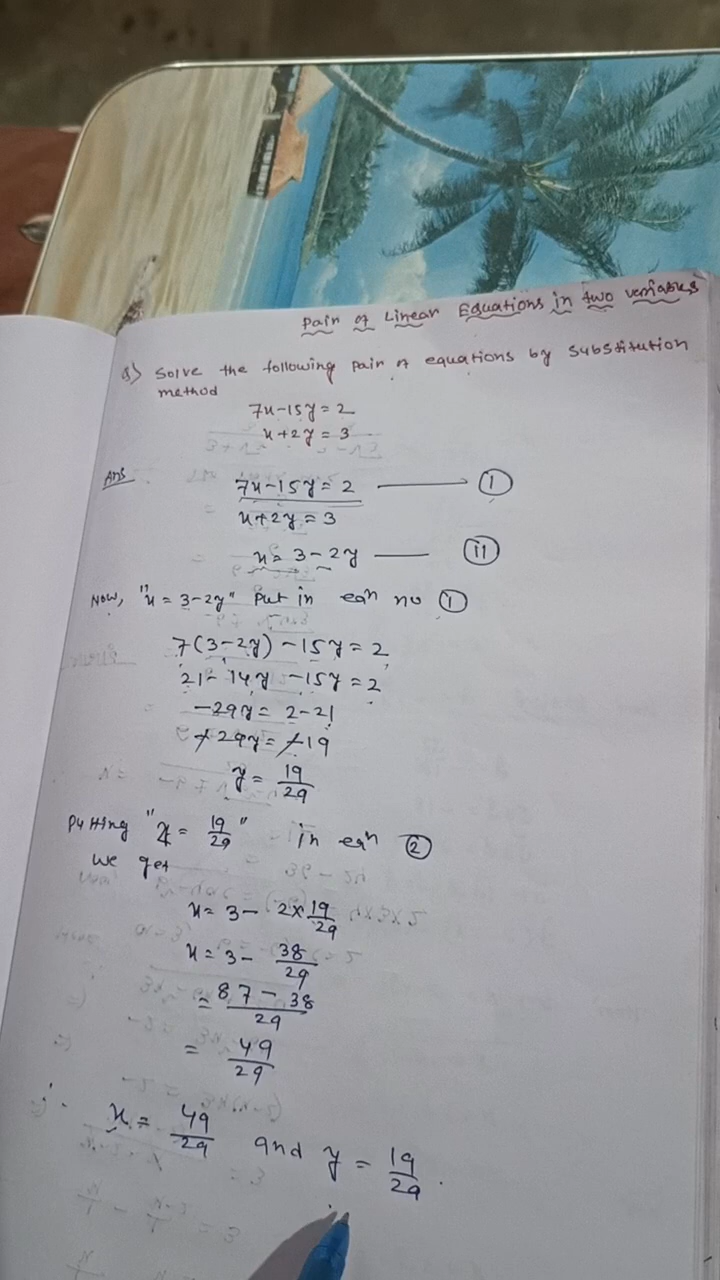 Pair of Linear Equations in two veriables
Q) Solve the following pair of equations by substitution
method
7x-15y=2
x+2y=3
Ans
7x-15y=2 ——— (I)
x+2y=3
x=3-2y ——— (II)
Now, "x=3-2y" Put in eqn no (I)
7(3-2y)-15y=2
21-14y-15y=2
-29y=2-21
-29y=-19
y=19/29
Putting "y=19/29" in eqn (2)
we get
x=3-2×19/29
x=3-38/29
=87-38/29
=49/29
∴ x=49/29 and y=19/29.